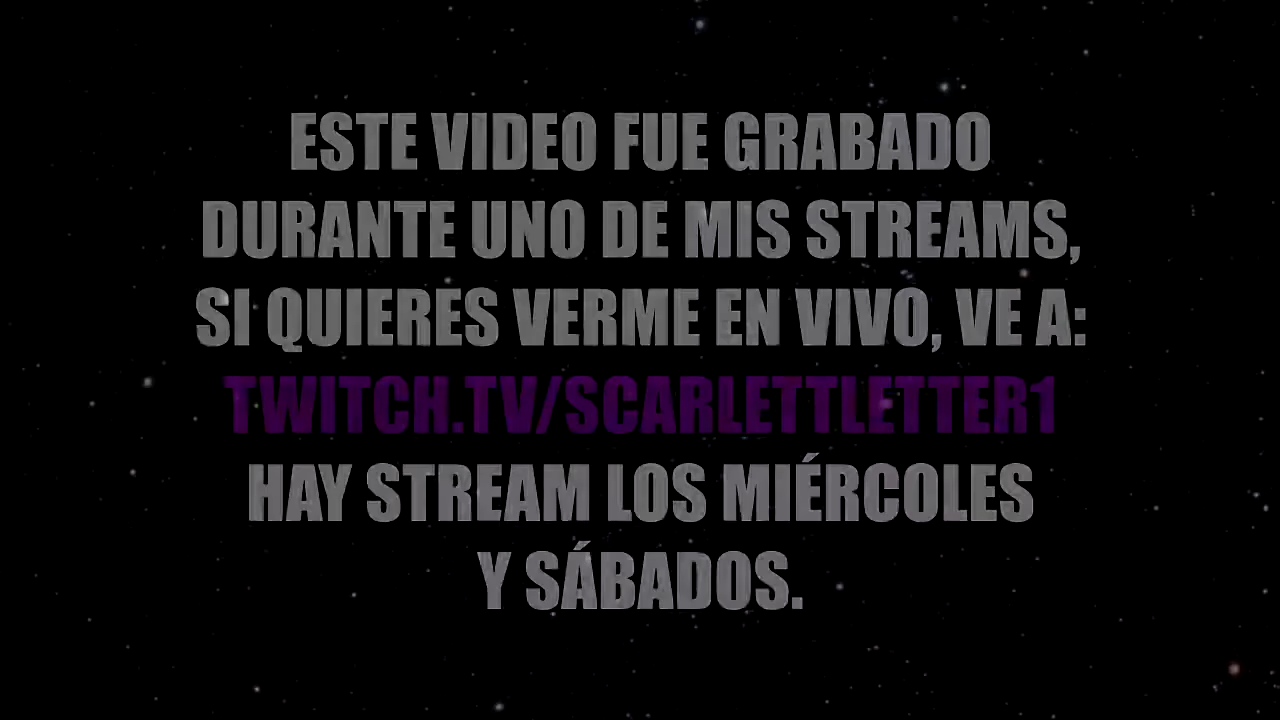 ESTE VIDEO FUE GRABADO
DURANTE UNO DE MIS STREAMS,
SI QUIERES VERME EN VIVO, VE A:
TWITCH.TV/SCARLETTLETTER1
HAY STREAM LOS MIÉRCOLES
Y SÁBADOS.